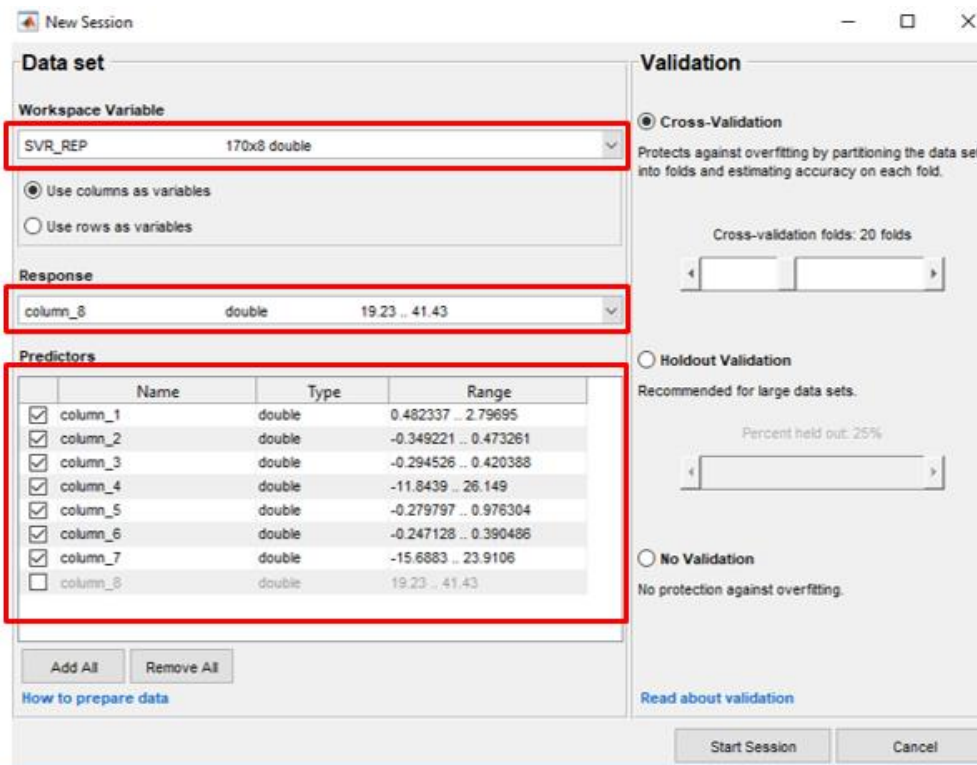 New Session
Data set
Workspace Variable
SVR_REP 170x8 double
Use columns as variables
Use rows as variables
Response
column_8 double 19.23 .. 41.43
Predictors
Name Type Range
column_1 double 0.482337 .. 2.79695
column_2 double -0.349221 .. 0.473261
column_3 double -0.294526 .. 0.420388
column_4 double -11.8439 .. 26.149
column_5 double -0.279797 .. 0.976304
column_6 double -0.247128 .. 0.390486
column_7 double -15.6883 .. 23.9106
column_8 double 19.23 .. 41.43
Add All Remove All
How to prepare data
Validation
Cross-Validation
Protects against overfitting by partitioning the data set
into folds and estimating accuracy on each fold.
Cross-validation folds: 20 folds
Holdout Validation
Recommended for large data sets.
Percent held out: 25%
No Validation
No protection against overfitting.
Read about validation
Start Session Cancel